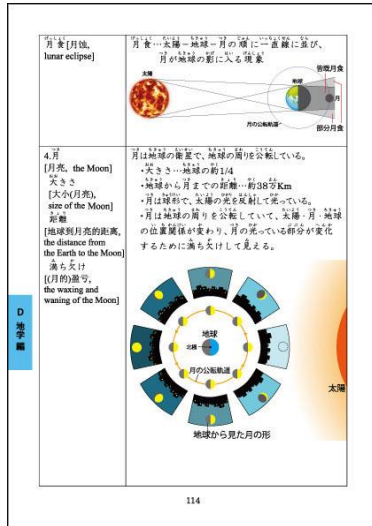 月食[月蚀,
lunar eclipse]
月食…太陽－地球－月の順に一直線に並び、
月が地球の影に入る現象
太陽
地球
皆既月食
月
月の公転軌道
部分月食
4.月
[月亮, the Moon]
大きさ
[大小(月亮),
size of the Moon]
距離
[地球到月亮的距离,
the distance from
the Earth to the Moon]
満ち欠け
[(月的)盈亏,
the waxing and
waning of the Moon]
月は地球の衛星で、地球の周りを公転している。
・大きさ…地球の約1/4
・地球から月までの距離…約38万Km
・月は球形で、太陽の光を反射して光っている。
・月は地球の周りを公転していて、太陽・月・地球
の位置関係が変わり、月の光っている部分が変化
するために満ち欠けして見える。
地球
北極
月の公転軌道
太陽
地球から見た月の形
D 地学編
114